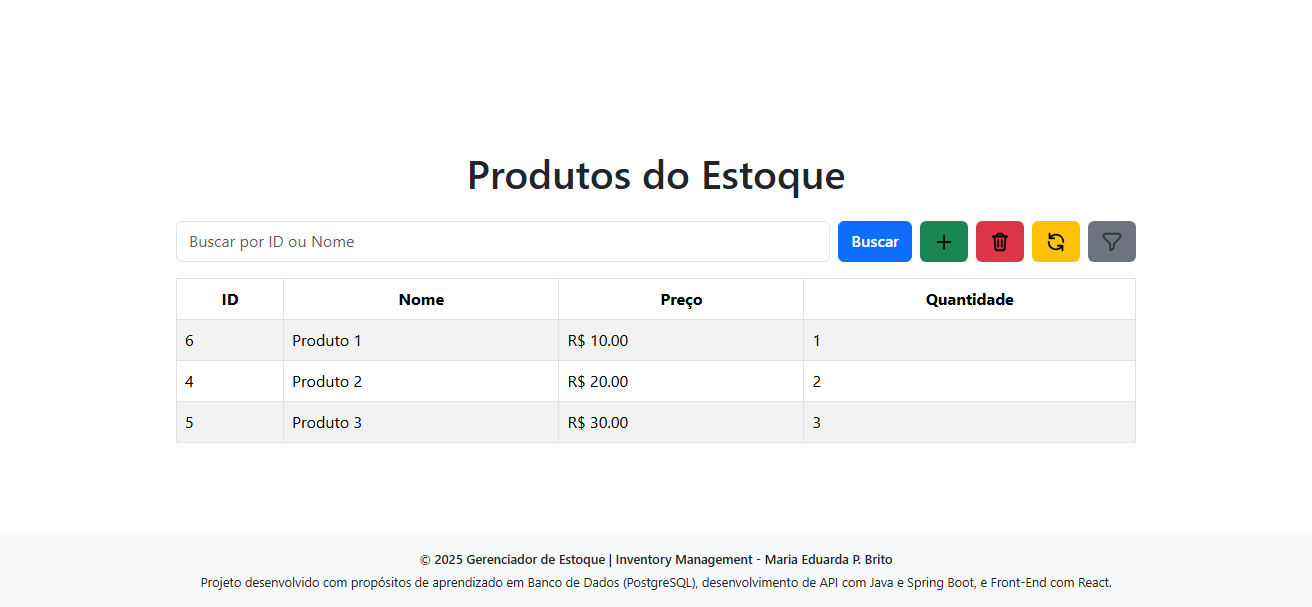 Produtos do Estoque
Buscar por ID ou Nome Buscar
ID Nome Preço Quantidade
6 Produto 1 R$ 10.00 1
4 Produto 2 R$ 20.00 2
5 Produto 3 R$ 30.00 3
© 2025 Gerenciador de Estoque | Inventory Management - Maria Eduarda P. Brito
Projeto desenvolvido com propósitos de aprendizado em Banco de Dados (PostgreSQL), desenvolvimento de API com Java e Spring Boot, e Front-End com React.